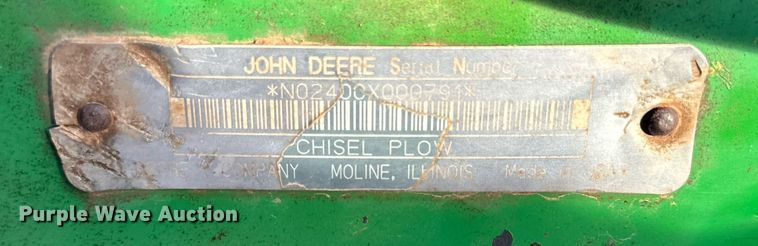 JOHN DEERE Serial Number
*N02400X000791*
CHISEL PLOW
COMPANY MOLINE, ILLINOIS Made in
Purple Wave Auction